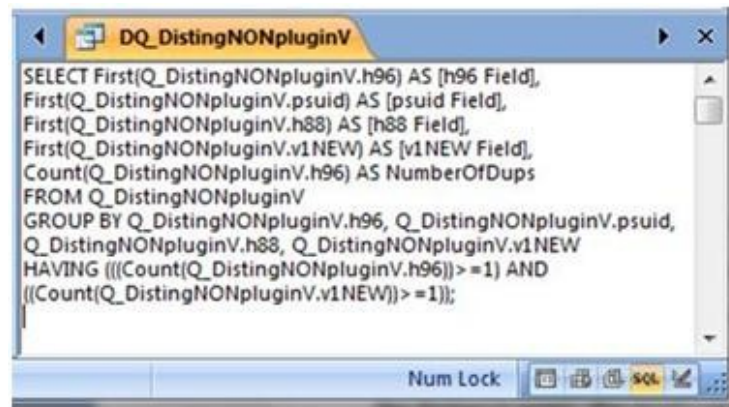 DQ_DistingNONpluginV
SELECT First(Q_DistingNONpluginV.h96) AS [h96 Field],
First(Q_DistingNONpluginV.psuid) AS [psuid Field],
First(Q_DistingNONpluginV.h88) AS [h88 Field],
First(Q_DistingNONpluginV.v1NEW) AS [v1NEW Field],
Count(Q_DistingNONpluginV.h96) AS NumberOfDups
FROM Q_DistingNONpluginV
GROUP BY Q_DistingNONpluginV.h96, Q_DistingNONpluginV.psuid,
Q_DistingNONpluginV.h88, Q_DistingNONpluginV.v1NEW
HAVING (((Count(Q_DistingNONpluginV.h96))>=1) AND
((Count(Q_DistingNONpluginV.v1NEW))>=1));
Num Lock
SQL